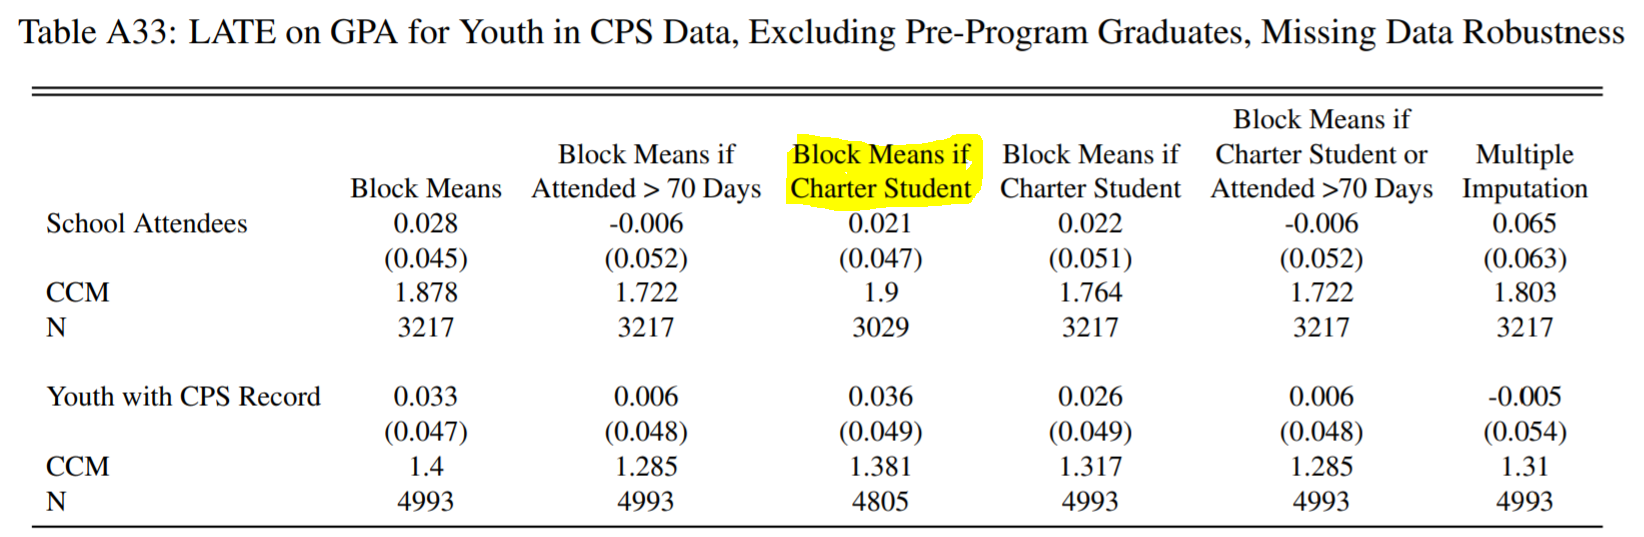 Table A33: LATE on GPA for Youth in CPS Data, Excluding Pre-Program Graduates, Missing Data Robustness
Block Means if
Block Means if Block Means if Block Means if Charter Student or Multiple
Block Means Attended > 70 Days Charter Student Charter Student Attended >70 Days Imputation
School Attendees 0.028 -0.006 0.021 0.022 -0.006 0.065
(0.045) (0.052) (0.047) (0.051) (0.052) (0.063)
CCM 1.878 1.722 1.9 1.764 1.722 1.803
N 3217 3217 3029 3217 3217 3217
Youth with CPS Record 0.033 0.006 0.036 0.026 0.006 -0.005
(0.047) (0.048) (0.049) (0.049) (0.048) (0.054)
CCM 1.4 1.285 1.381 1.317 1.285 1.31
N 4993 4993 4805 4993 4993 4993